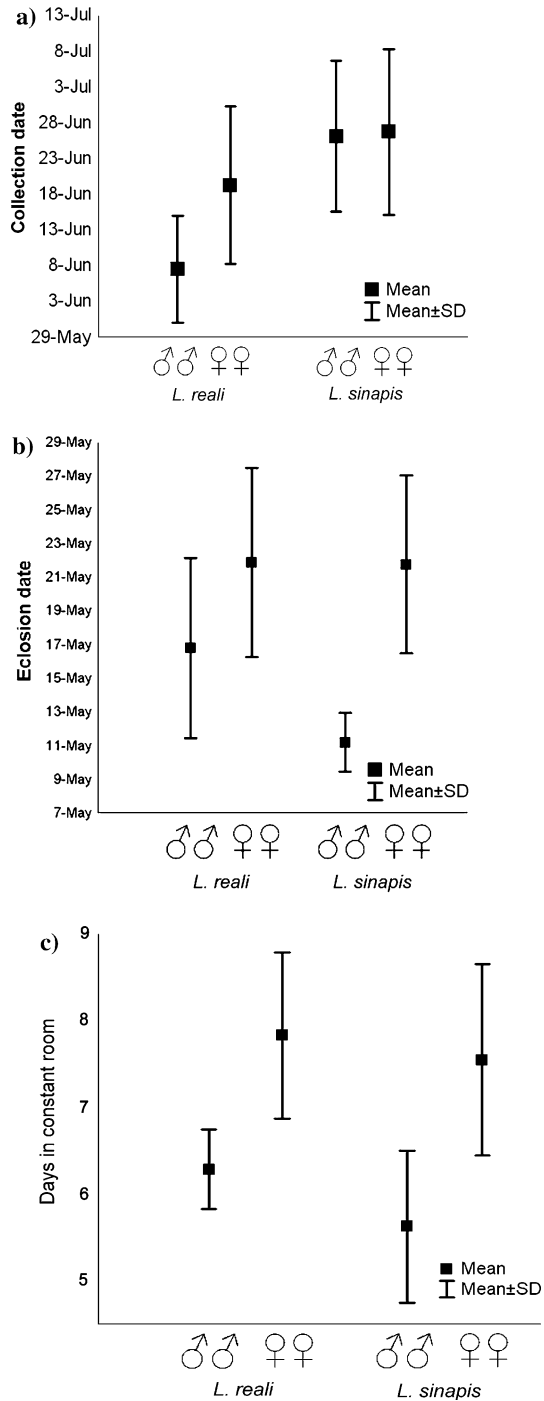 a)
Collection date
13-Jul
8-Jul
3-Jul
28-Jun
23-Jun
18-Jun
13-Jun
8-Jun
3-Jun
29-May
Mean
Mean±SD
♂♂ ♀♀ ♂♂ ♀♀
L. reali L. sinapis
b)
Eclosion date
29-May
27-May
25-May
23-May
21-May
19-May
17-May
15-May
13-May
11-May
9-May
7-May
Mean
Mean±SD
♂♂ ♀♀ ♂♂ ♀♀
L. reali L. sinapis
c)
Days in constant room
9
8
7
6
5
Mean
Mean±SD
♂♂ ♀♀ ♂♂ ♀♀
L. reali L. sinapis